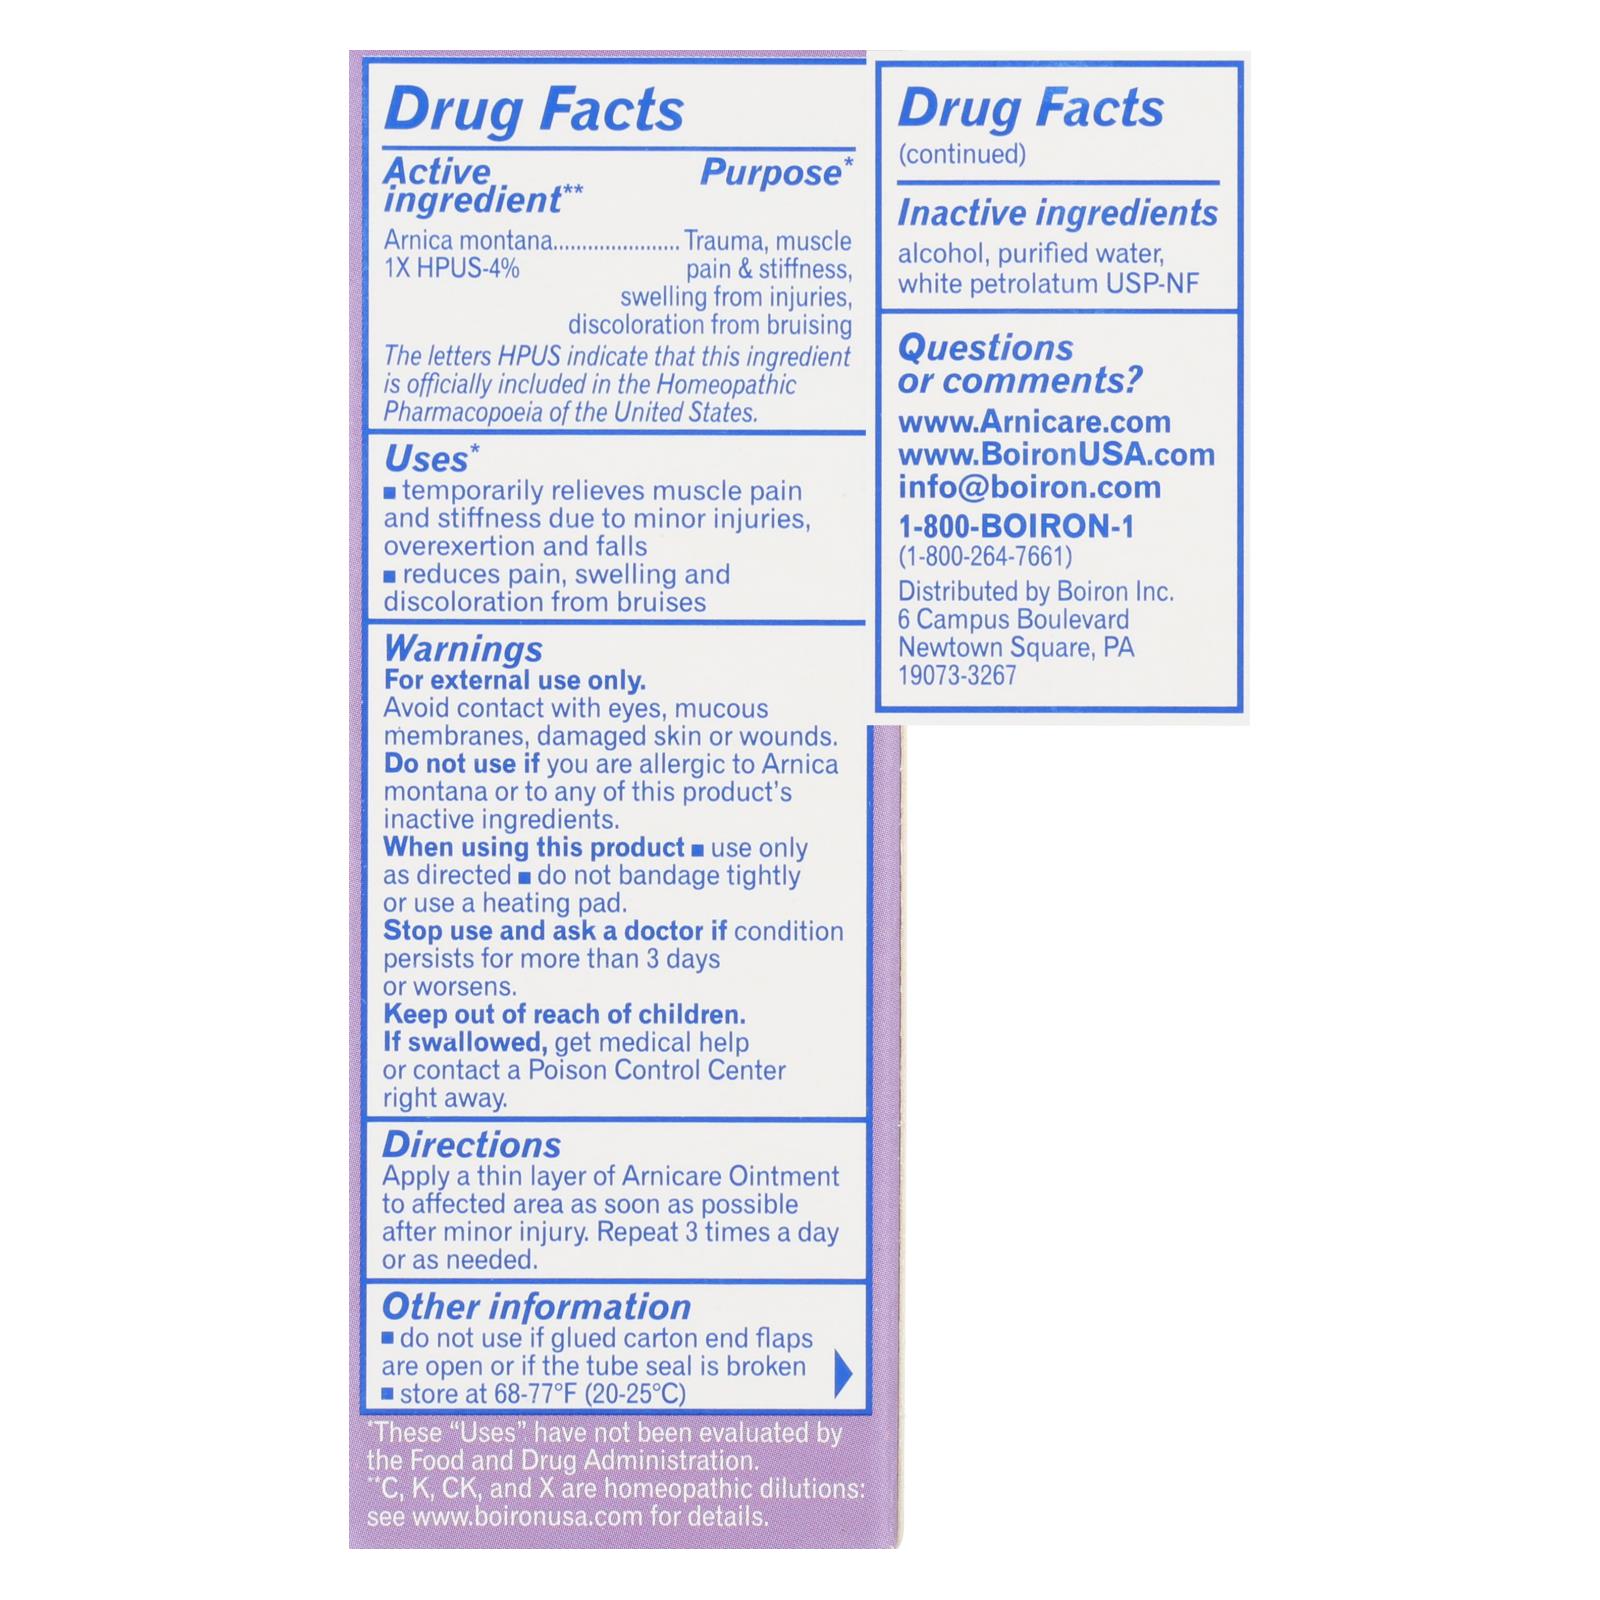 Drug Facts
Active
ingredient**
Purpose*
Arnica montana...................... Trauma, muscle
1X HPUS-4% pain & stiffness,
swelling from injuries,
discoloration from bruising
The letters HPUS indicate that this ingredient
is officially included in the Homeopathic
Pharmacopoeia of the United States.
Uses*
■ temporarily relieves muscle pain
and stiffness due to minor injuries,
overexertion and falls
■ reduces pain, swelling and
discoloration from bruises
Warnings
For external use only.
Avoid contact with eyes, mucous
membranes, damaged skin or wounds.
Do not use if you are allergic to Arnica
montana or to any of this product's
inactive ingredients.
When using this product ■ use only
as directed ■ do not bandage tightly
or use a heating pad.
Stop use and ask a doctor if condition
persists for more than 3 days
or worsens.
Keep out of reach of children.
If swallowed, get medical help
or contact a Poison Control Center
right away.
Directions
Apply a thin layer of Arnicare Ointment
to affected area as soon as possible
after minor injury. Repeat 3 times a day
or as needed.
Other information
■ do not use if glued carton end flaps
are open or if the tube seal is broken
■ store at 68-77°F (20-25°C)
*These “Uses” have not been evaluated by
the Food and Drug Administration.
**C, K, CK, and X are homeopathic dilutions:
see www.boironusa.com for details.
Drug Facts
(continued)
Inactive ingredients
alcohol, purified water,
white petrolatum USP-NF
Questions
or comments?
www.Arnicare.com
www.BoironUSA.com
info@boiron.com
1-800-BOIRON-1
(1-800-264-7661)
Distributed by Boiron Inc.
6 Campus Boulevard
Newtown Square, PA
19073-3267